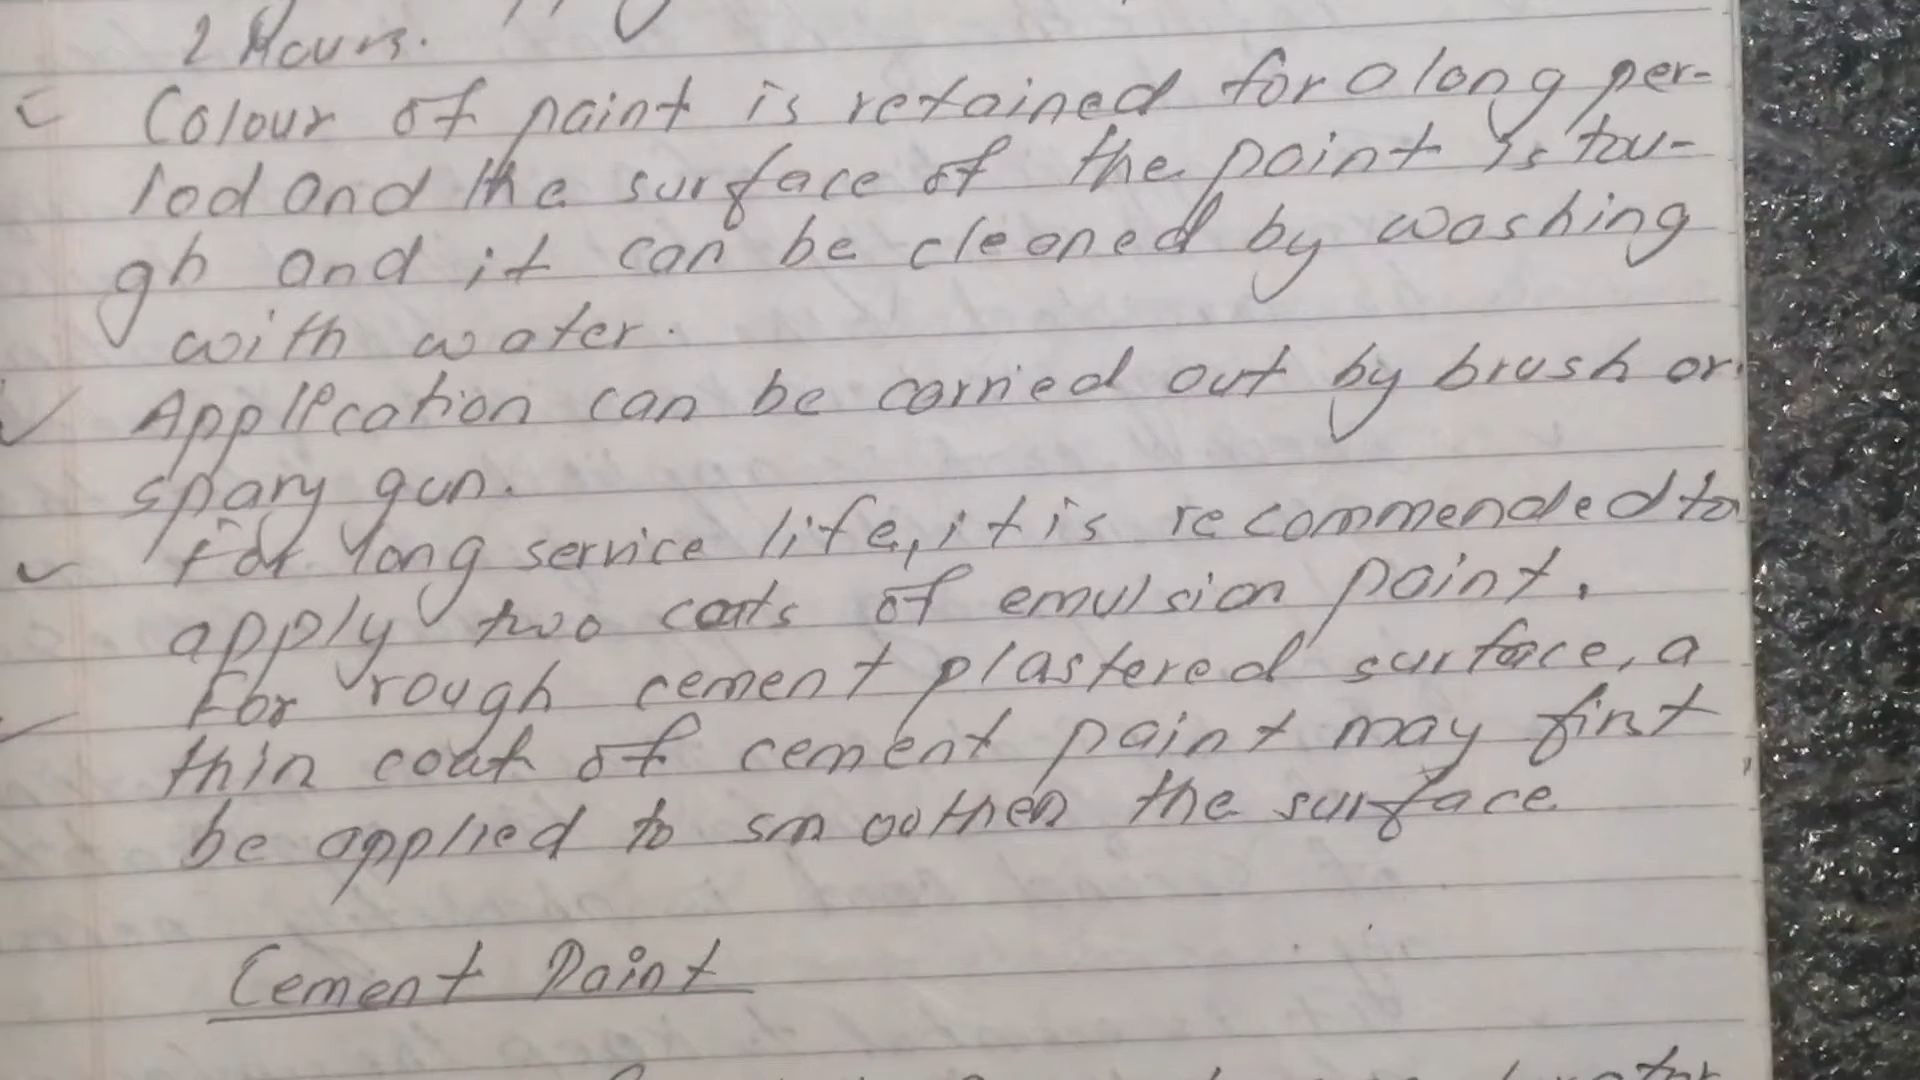 2 Hours.
Colour of paint is retained for a long per-
iod and the surface of the paint is tou-
gh and it can be cleaned by washing
with water.
Application can be carried out by brush or
spary gun.
For long service life, it is recommended to
apply two coats of emulsion paint.
For rough cement plastered surface, a
thin coat of cement paint may first
be applied to smoothen the surface
Cement Paint